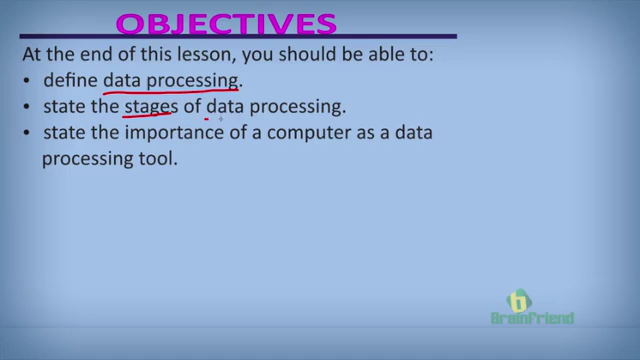 OBJECTIVES
At the end of this lesson, you should be able to:
• define data processing.
• state the stages of data processing.
• state the importance of a computer as a data
processing tool.
b
BrainFriend